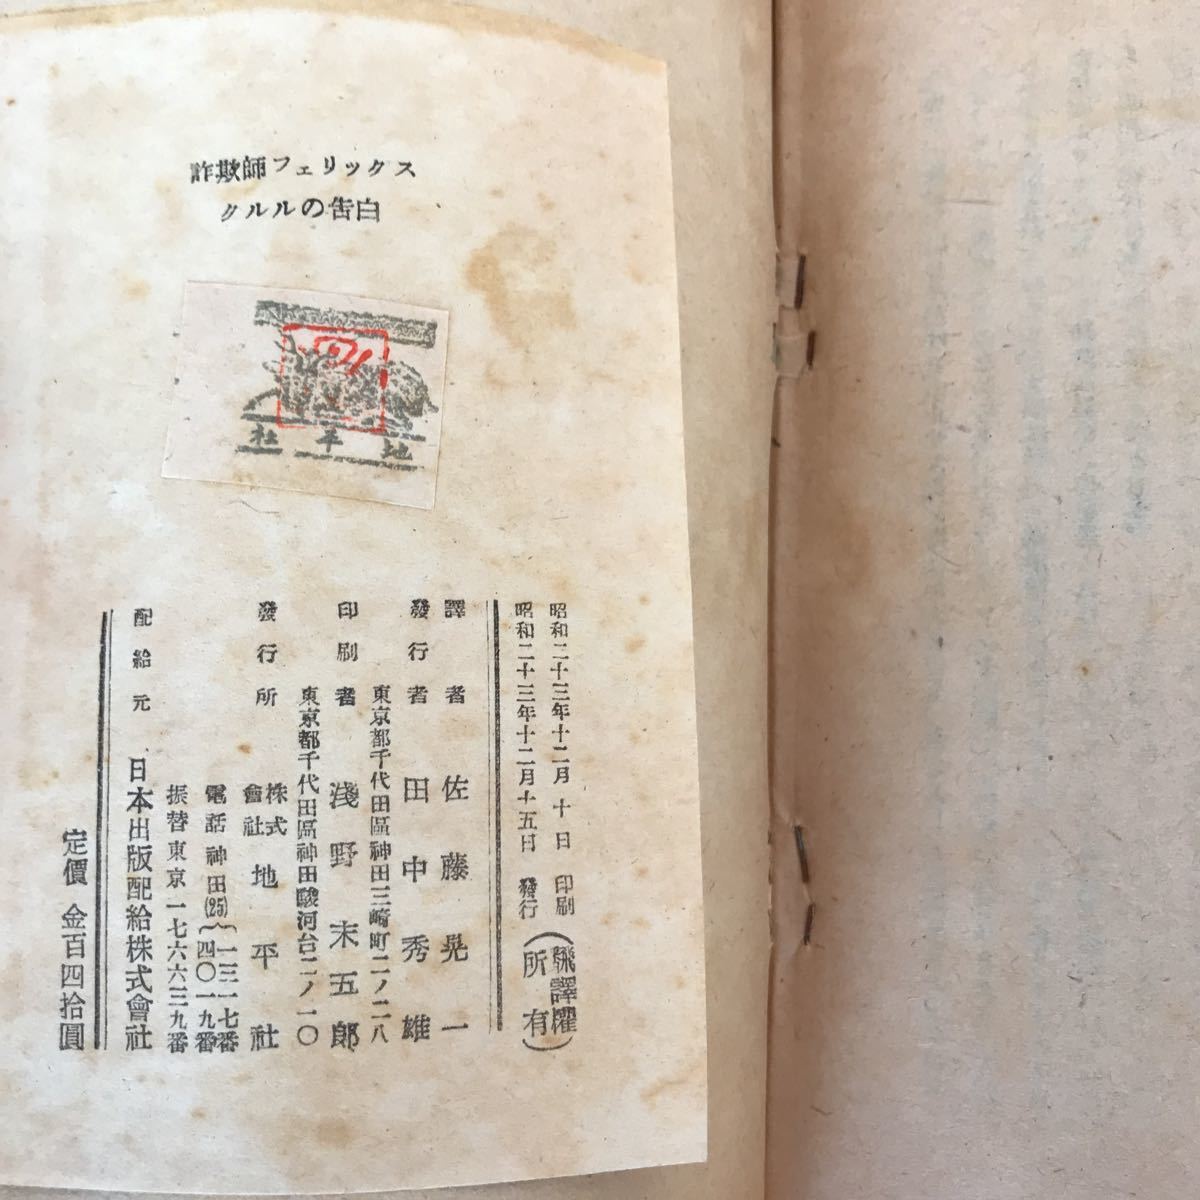 詐欺師フェリックス
クルルの告白
地平社
昭和二十三年十二月 十日 印刷
昭和二十三年十二月十五日 發行
(飜譯權所有)
譯者 佐藤晃一
發行者 田中秀雄
東京都千代田區神田三崎町二ノ二八
印刷者 淺野末五郎
東京都千代田區神田駿河台二ノ一〇
發行所 株式會社 地平社
電話神田(25){一三一七番
四〇一九番
振替東京一七六六三九番
配給元 日本出版配給株式會社
定價 金百四拾圓